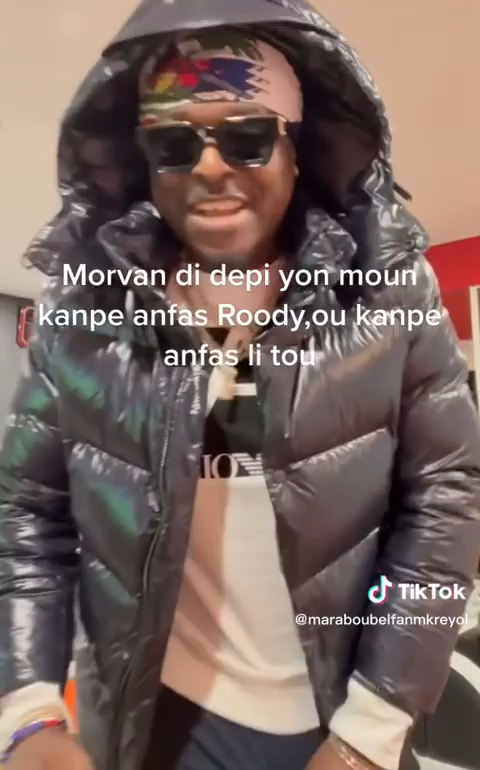 Morvan di depi yon moun
kanpe anfas Roody,ou kanpe
anfas li tou
TikTok
@maraboubelfanmkreyol